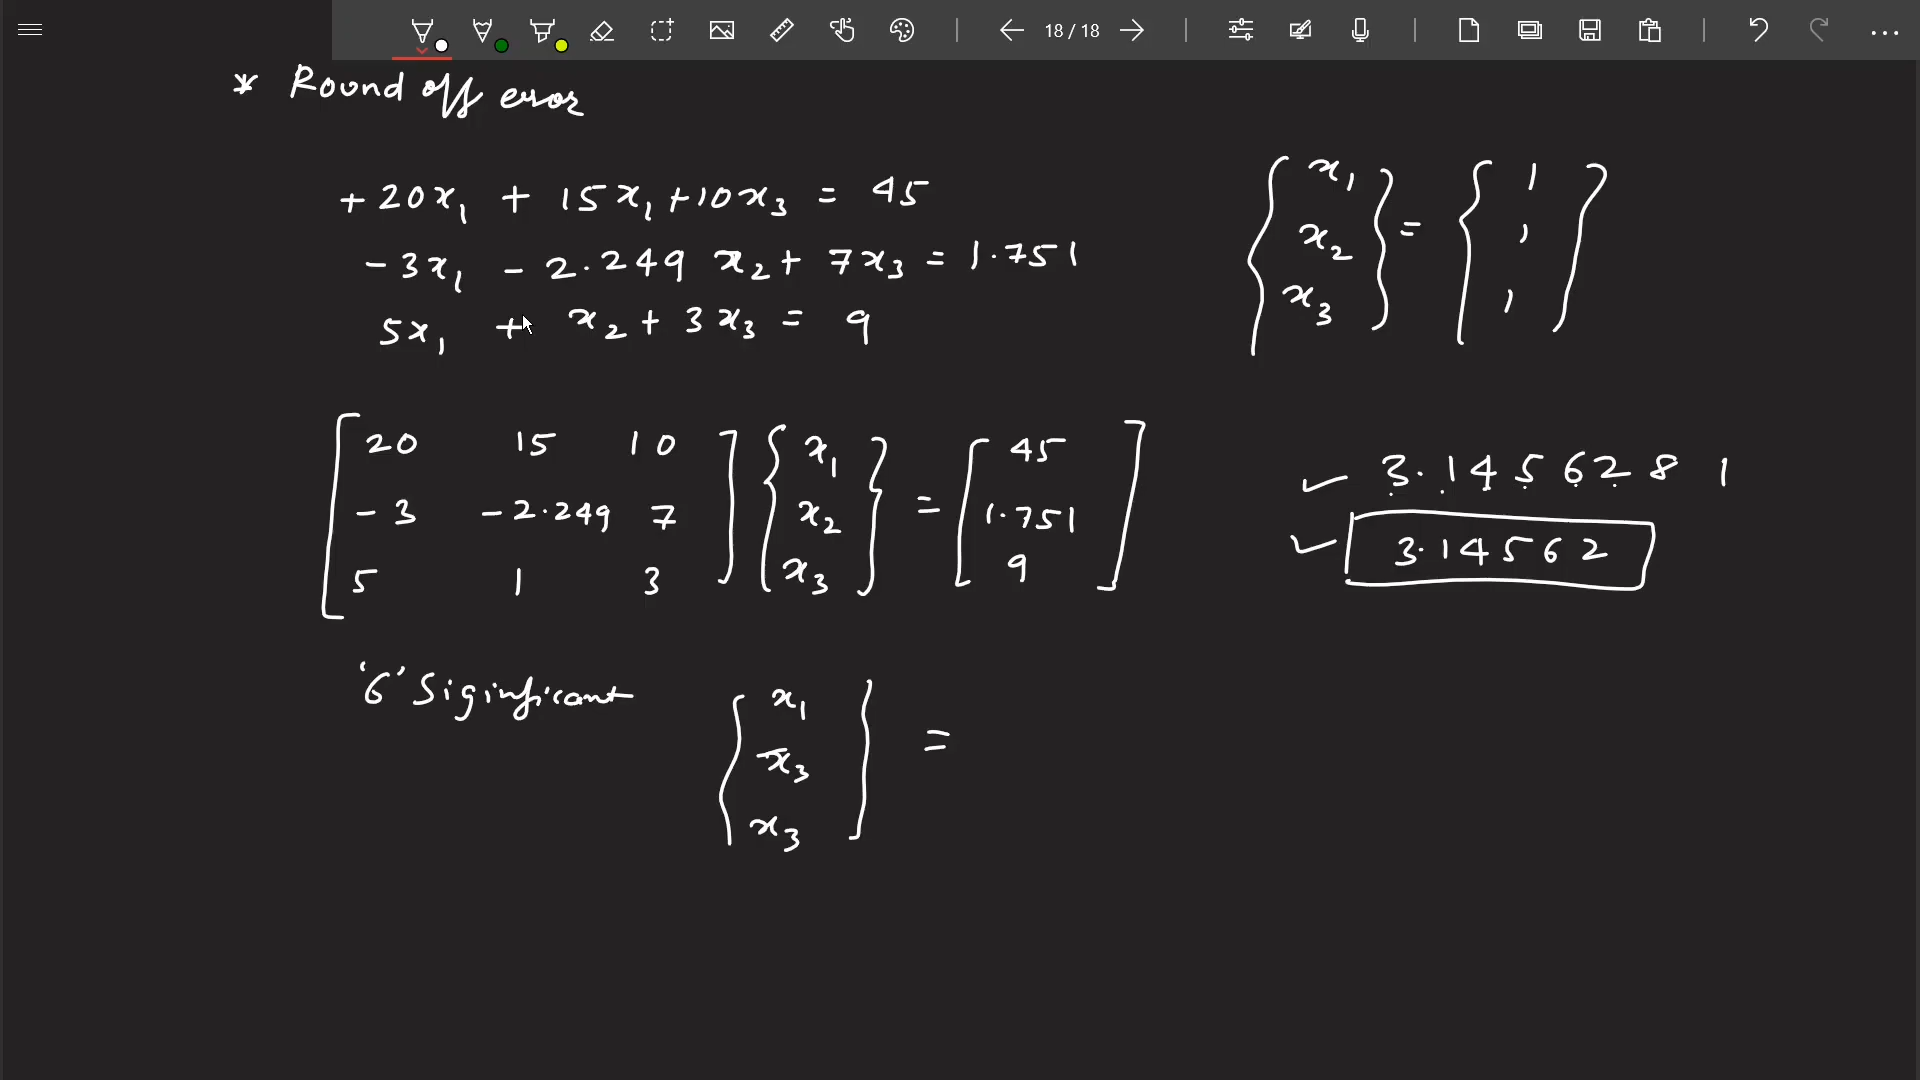 18 / 18
* Round off error
+20x₁ + 15x₁ + 10x₃ = 45
-3x₁ - 2.249 x₂ + 7x₃ = 1.751
5x₁ + x₂ + 3x₃ = 9
{ x₁ x₂ x₃ } = { 1 1 1 }
20 15 10
-3 -2.249 7
5 1 3
x₁
x₂
x₃
=
45
1.751
9
✓ 3.1456281
✓ 3.14562
'6' Siginficant
x₁
x₃
x₃
=